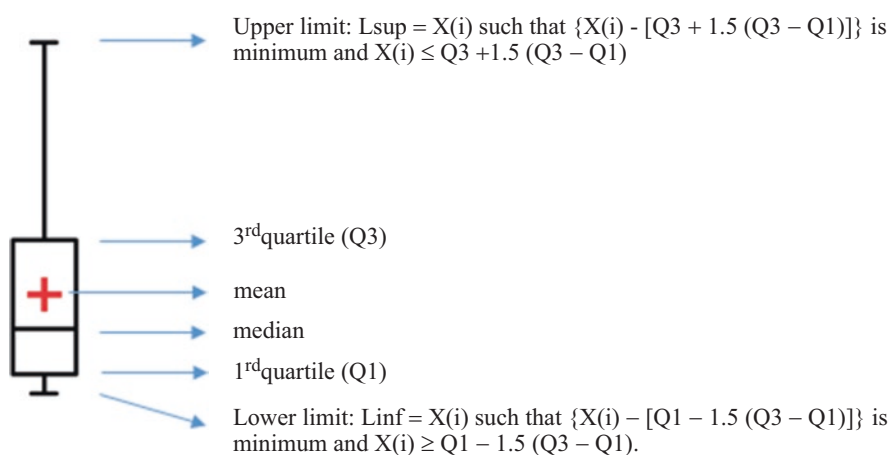 Upper limit: Lsup = X(i) such that {X(i) - [Q3 + 1.5 (Q3 – Q1)]} is
minimum and X(i) ≤ Q3 +1.5 (Q3 – Q1)
3rdquartile (Q3)
mean
median
1rdquartile (Q1)
Lower limit: Linf = X(i) such that {X(i) – [Q1 – 1.5 (Q3 – Q1)]} is
minimum and X(i) ≥ Q1 – 1.5 (Q3 – Q1).